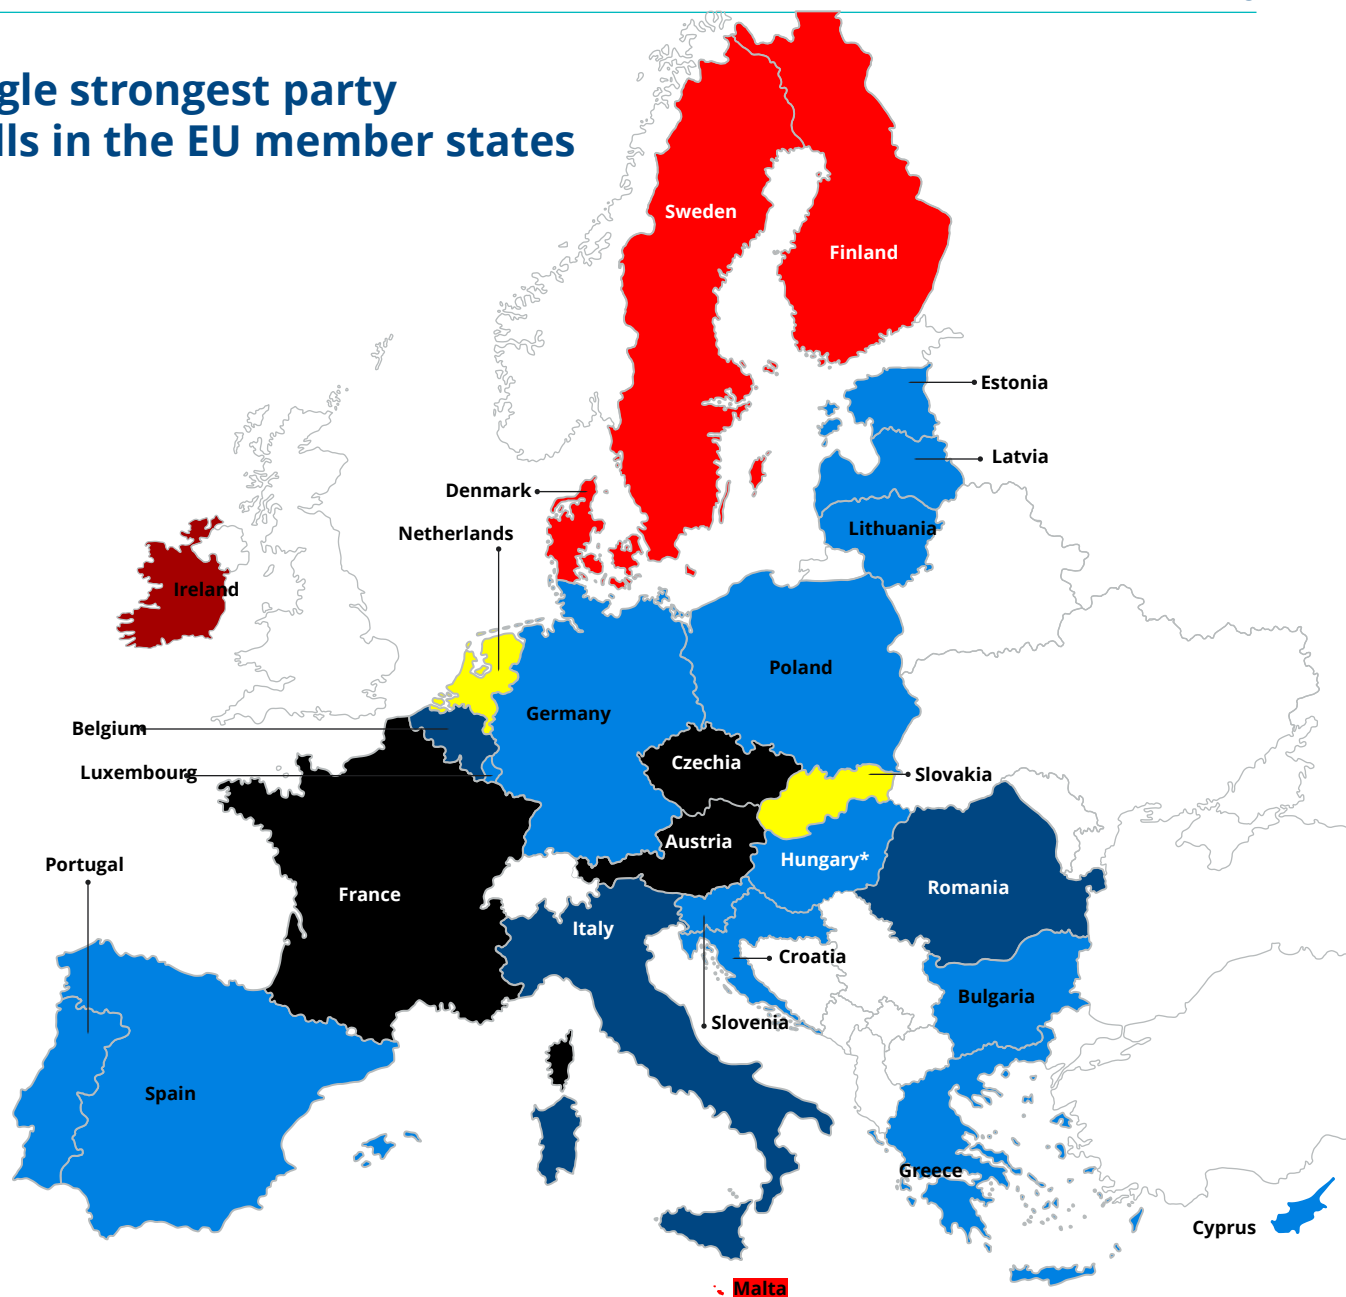 gle strongest party
lls in the EU member states
Sweden
Finland
Estonia
Latvia
Denmark
Lithuania
Netherlands
Ireland
Poland
Germany
Belgium
Czechia
Luxembourg
Slovakia
Austria
Hungary*
Portugal
Romania
France
Italy
Croatia
Bulgaria
Slovenia
Spain
Greece
Cyprus
Malta